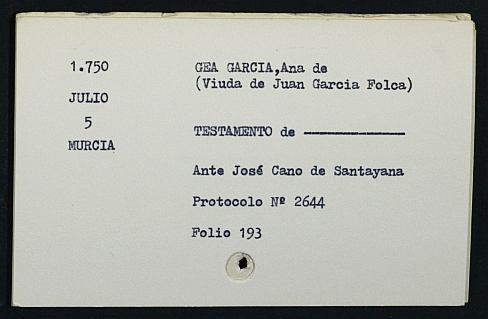 1.750
JULIO
5
MURCIA
GEA GARCIA,Ana de
(Viuda de Juan Garcia Folca)
TESTAMENTO de ----------------
Ante José Cano de Santayana
Protocolo Nº 2644
Folio 193